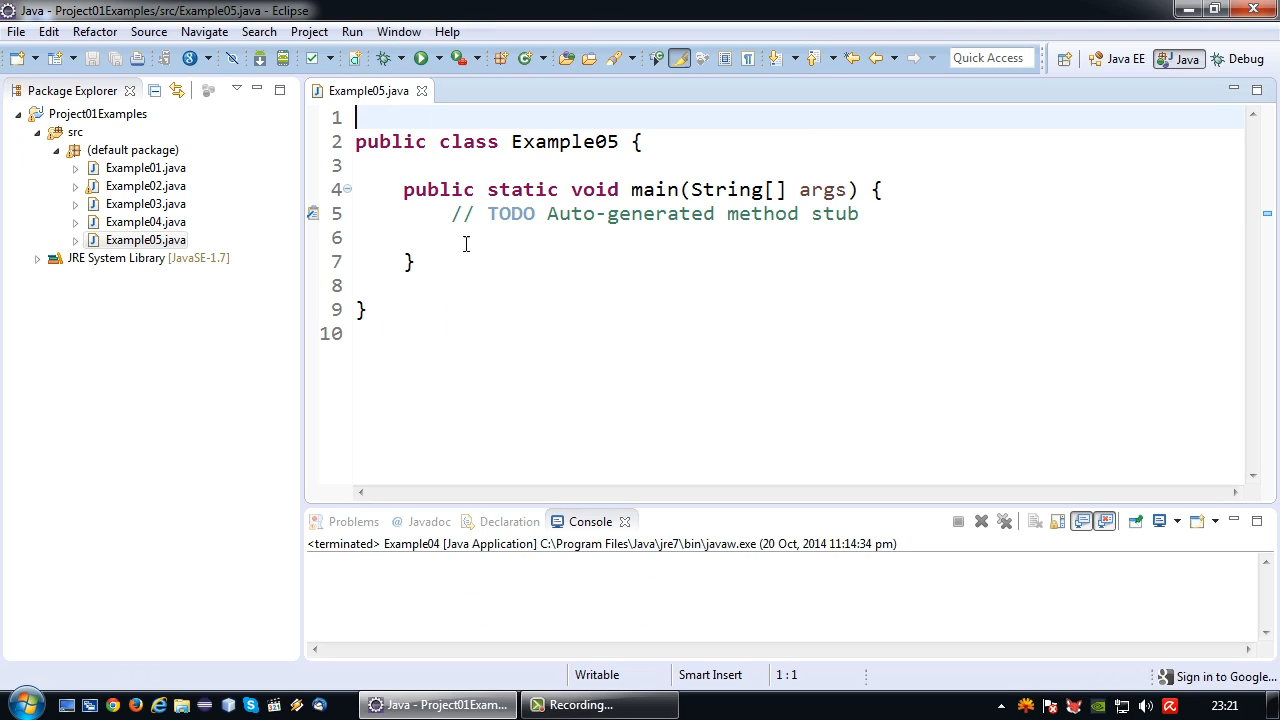 Java - Project01Examples/src/Example05.java - Eclipse
File Edit Refactor Source Navigate Search Project Run Window Help
Quick Access Java EE Java Debug
Package Explorer
Project01Examples
src
(default package)
Example01.java
Example02.java
Example03.java
Example04.java
Example05.java
JRE System Library [JavaSE-1.7]
Example05.java
1
2 public class Example05 {
3
4 public static void main(String[] args) {
5 // TODO Auto-generated method stub
6
7 }
8
9 }
10
Problems @ Javadoc Declaration Console
<terminated> Example04 [Java Application] C:\Program Files\Java\jre7\bin\javaw.exe (20 Oct, 2014 11:14:34 pm)
Writable Smart Insert 1 : 1 Sign in to Google...
Java - Project01Exam... Recording... 23:21